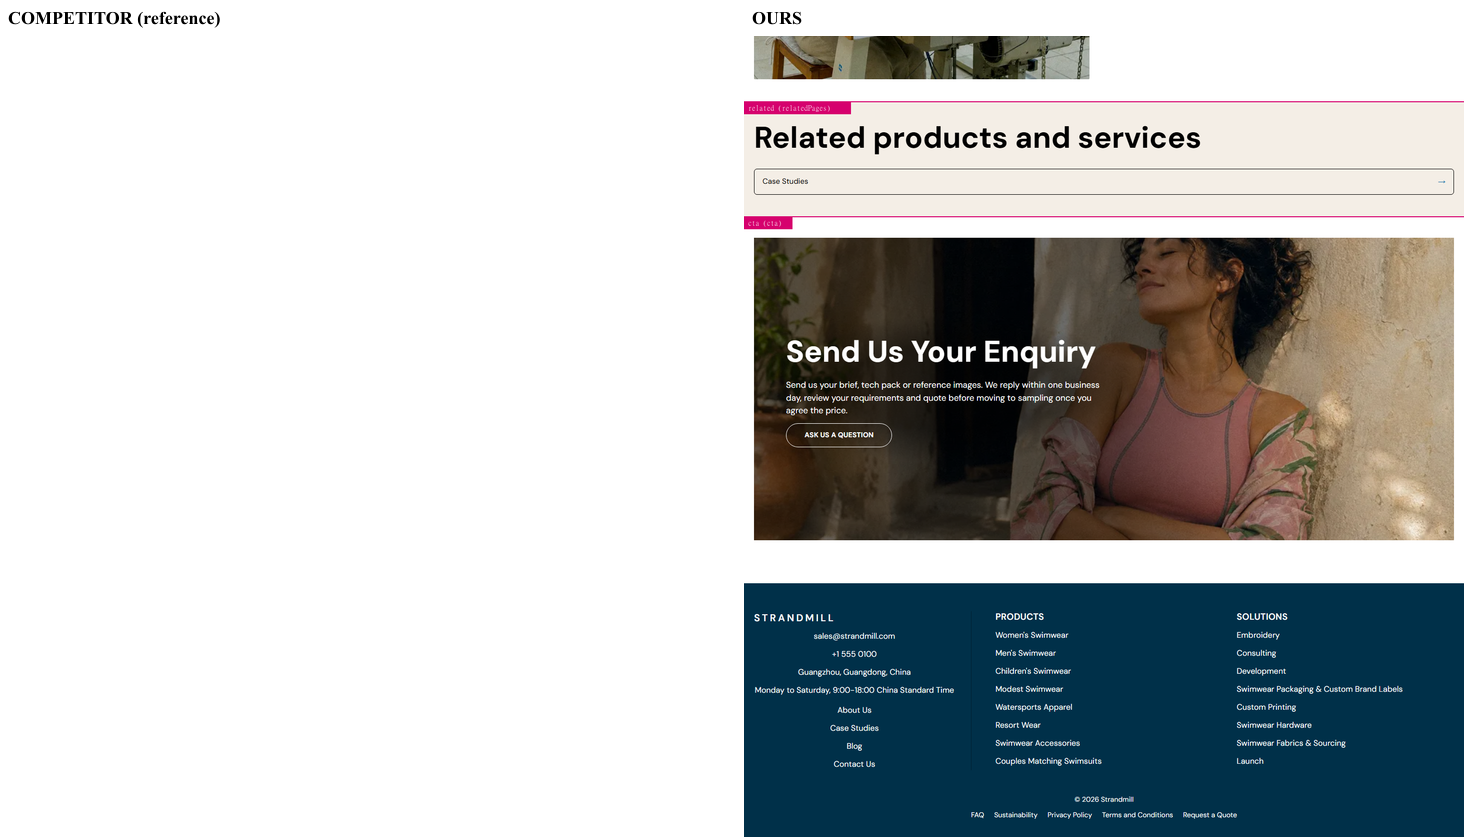 COMPETITOR (reference)
OURS
related (relatedPages)
Related products and services
Case Studies
→
cta (cta)
Send Us Your Enquiry
Send us your brief, tech pack or reference images. We reply within one business
day, review your requirements and quote before moving to sampling once you
agree the price.
ASK US A QUESTION
STRANDMILL
sales@strandmill.com
+1 555 0100
Guangzhou, Guangdong, China
Monday to Saturday, 9:00-18:00 China Standard Time
About Us
Case Studies
Blog
Contact Us
PRODUCTS
Women's Swimwear
Men's Swimwear
Children's Swimwear
Modest Swimwear
Watersports Apparel
Resort Wear
Swimwear Accessories
Couples Matching Swimsuits
SOLUTIONS
Embroidery
Consulting
Development
Swimwear Packaging & Custom Brand Labels
Custom Printing
Swimwear Hardware
Swimwear Fabrics & Sourcing
Launch
© 2026 Strandmill
FAQ Sustainability Privacy Policy Terms and Conditions Request a Quote